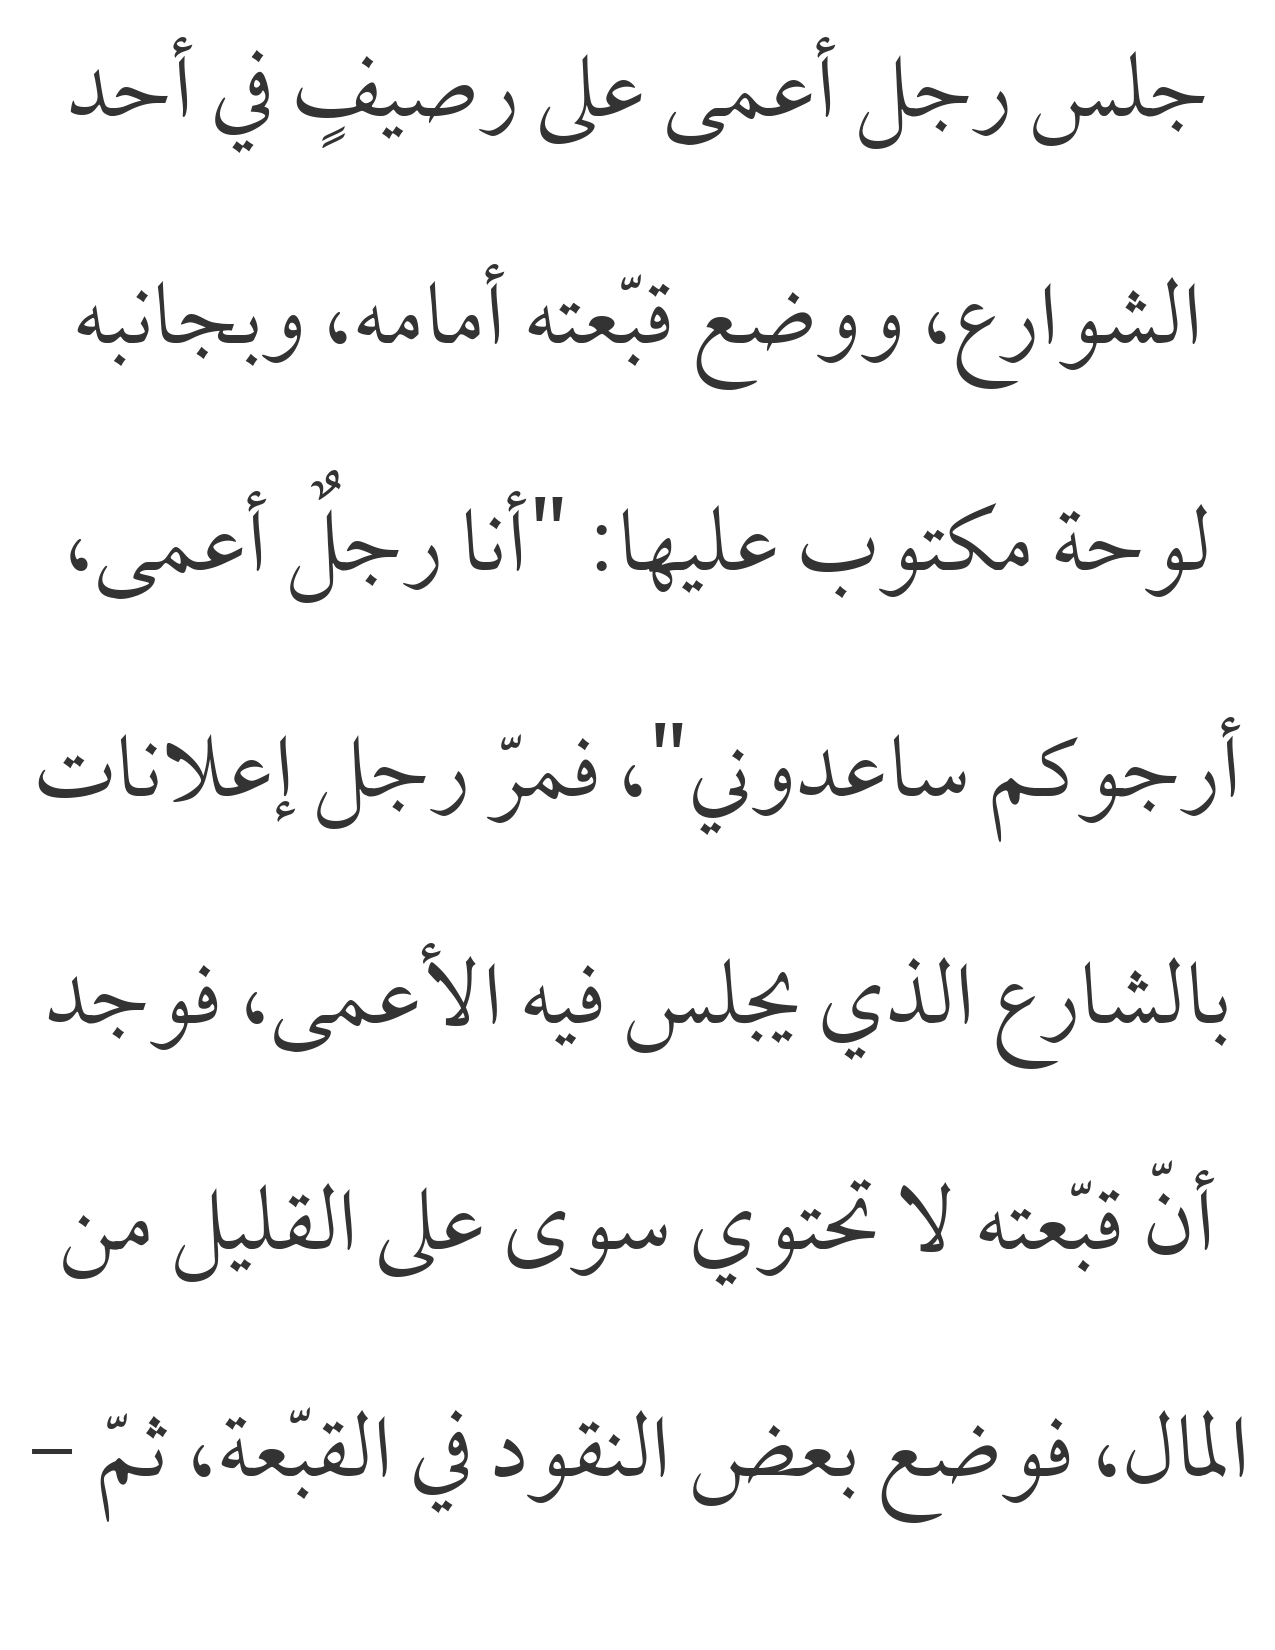 جلس رجل أعمى على رصيفٍ في أحد
الشوارع، ووضع قبّعته أمامه، وبجانبه
لوحة مكتوب عليها: "أنا رجلٌ أعمى،
أرجوكم ساعدوني"، فمرّ رجل إعلانات
بالشارع الذي يجلس فيه الأعمى، فوجد
أنّ قبّعته لا تحتوي سوى على القليل من
المال، فوضع بعض النقود في القبّعة، ثمّ –